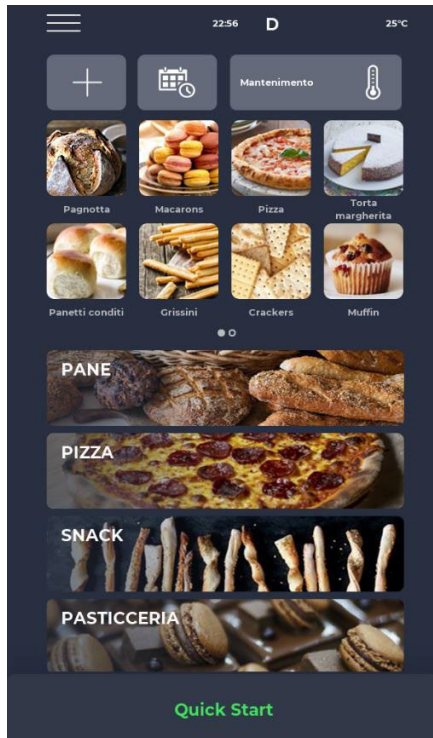 22:56 D 25°C
Mantenimento
Pagnotta Macarons Pizza Torta
margherita
Panetti conditi Grissini Crackers Muffin
PANE
PIZZA
SNACK
PASTICCERIA
Quick Start